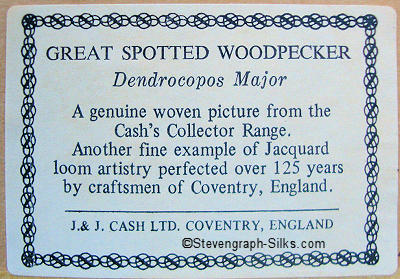 GREAT SPOTTED WOODPECKER
Dendrocopos Major
A genuine woven picture from the
Cash's Collector Range.
Another fine example of Jacquard
loom artistry perfected over 125 years
by craftsmen of Coventry, England.
J. & J. CASH LTD. COVENTRY, ENGLAND
©Stevengraph-Silks.com